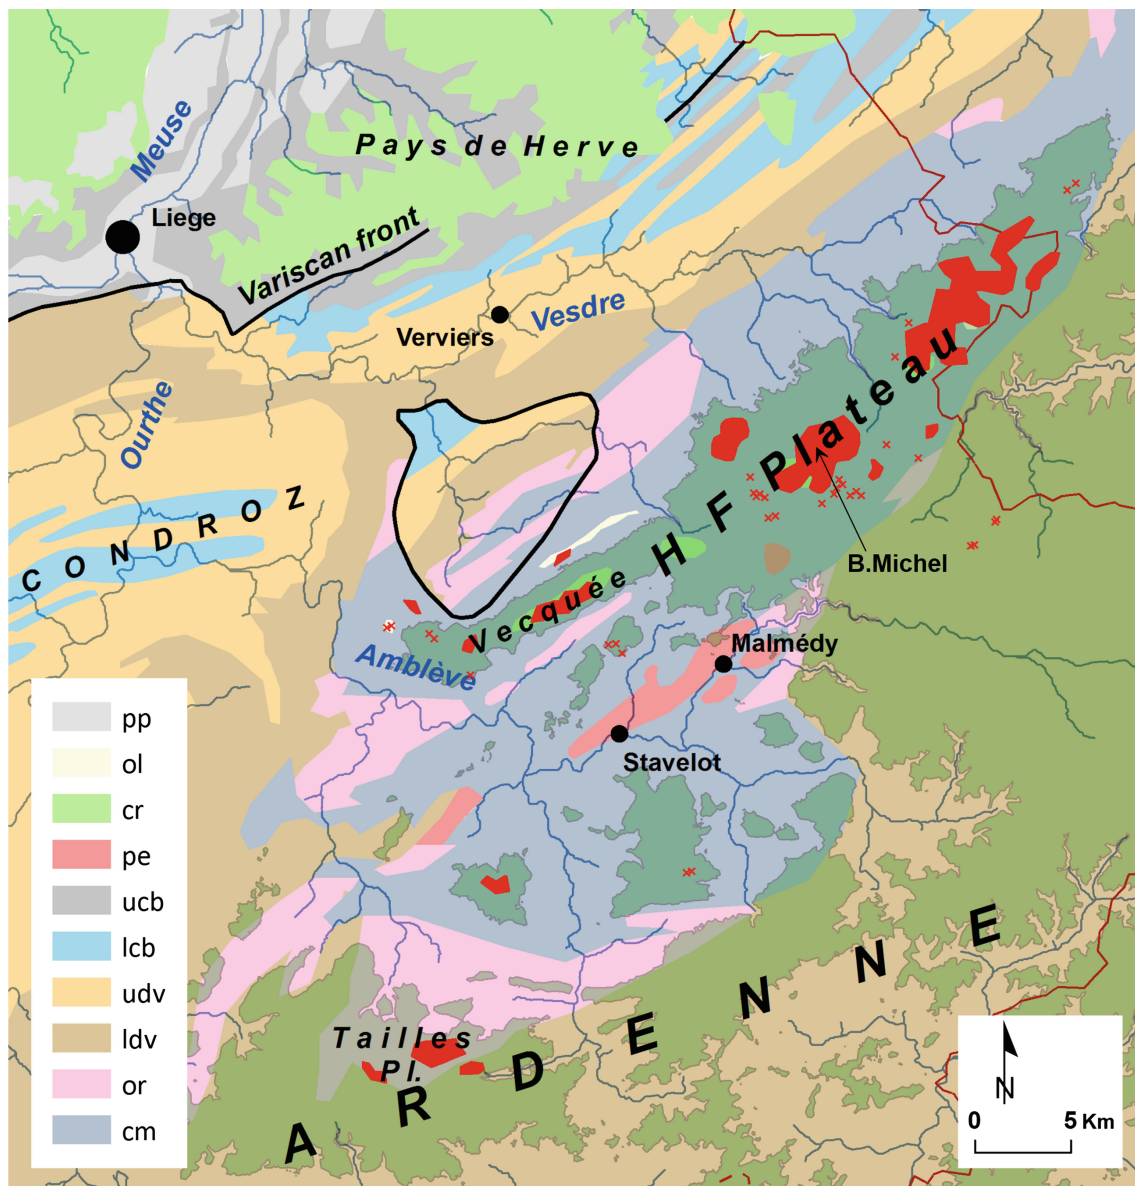 Pays de Herve
Meuse
Liege
Variscan front
Vesdre
Verviers
Ourthe
CONDROZ
HF Plateau
B.Michel
Vecquée
Malmédy
Amblève
Stavelot
pp
ol
cr
pe
ucb
lcb
udv
ldv
or
cm
Tailles
Pl.
ARDENNE
N
0 5 Km